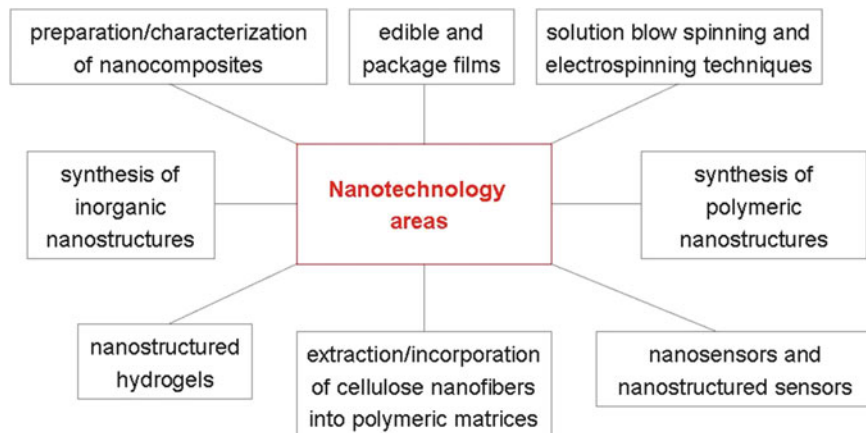 preparation/characterization
of nanocomposites
edible and
package films
solution blow spinning and
electrospinning techniques
synthesis of
inorganic
nanostructures
Nanotechnology
areas
synthesis of
polymeric
nanostructures
nanostructured
hydrogels
extraction/incorporation
of cellulose nanofibers
into polymeric matrices
nanosensors and
nanostructured sensors